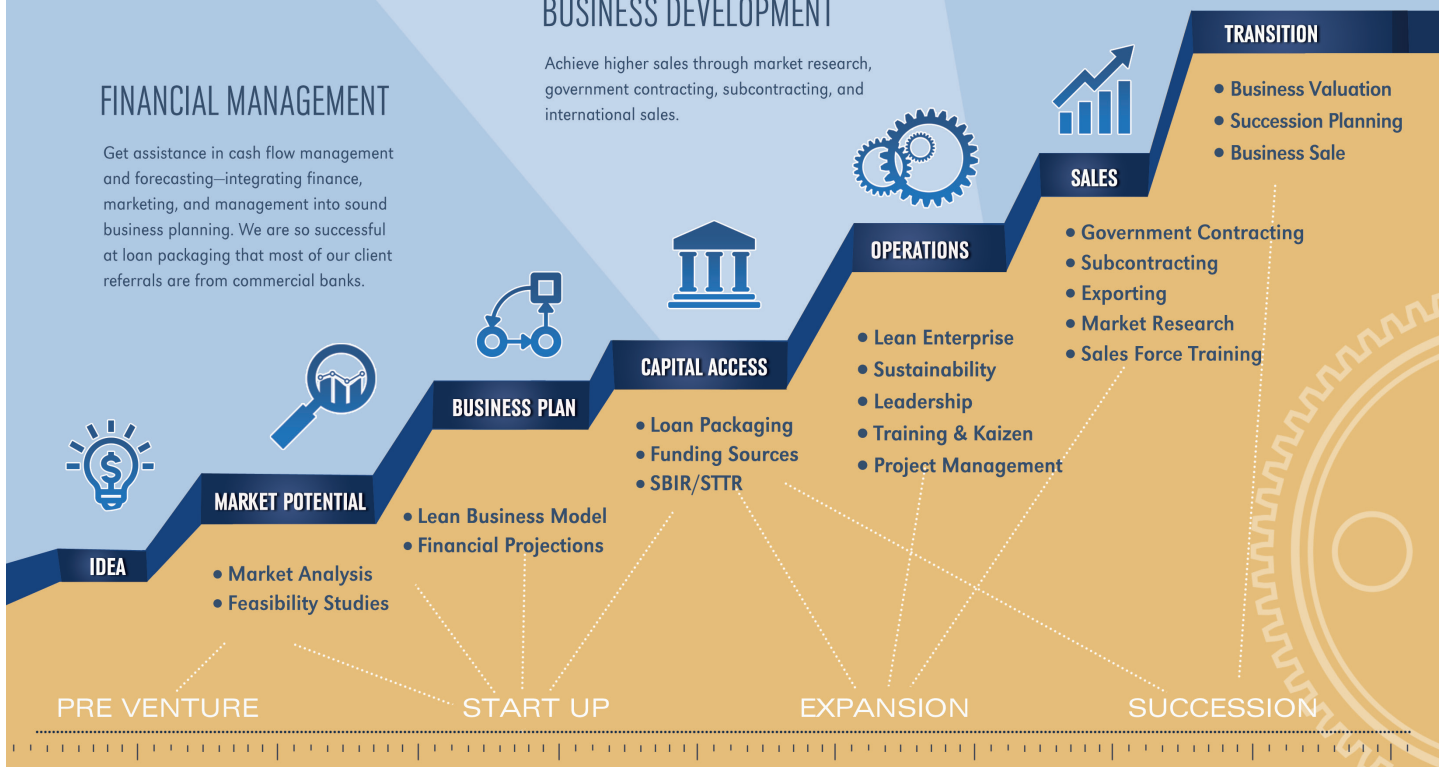 BUSINESS DEVELOPMENT
Achieve higher sales through market research,
government contracting, subcontracting, and
international sales.
FINANCIAL MANAGEMENT
Get assistance in cash flow management
and forecasting—integrating finance,
marketing, and management into sound
business planning. We are so successful
at loan packaging that most of our client
referrals are from commercial banks.
IDEA
MARKET POTENTIAL
• Market Analysis
• Feasibility Studies
BUSINESS PLAN
• Lean Business Model
• Financial Projections
CAPITAL ACCESS
• Loan Packaging
• Funding Sources
• SBIR/STTR
OPERATIONS
• Lean Enterprise
• Sustainability
• Leadership
• Training & Kaizen
• Project Management
SALES
• Government Contracting
• Subcontracting
• Exporting
• Market Research
• Sales Force Training
TRANSITION
• Business Valuation
• Succession Planning
• Business Sale
PRE VENTURE
START UP
EXPANSION
SUCCESSION